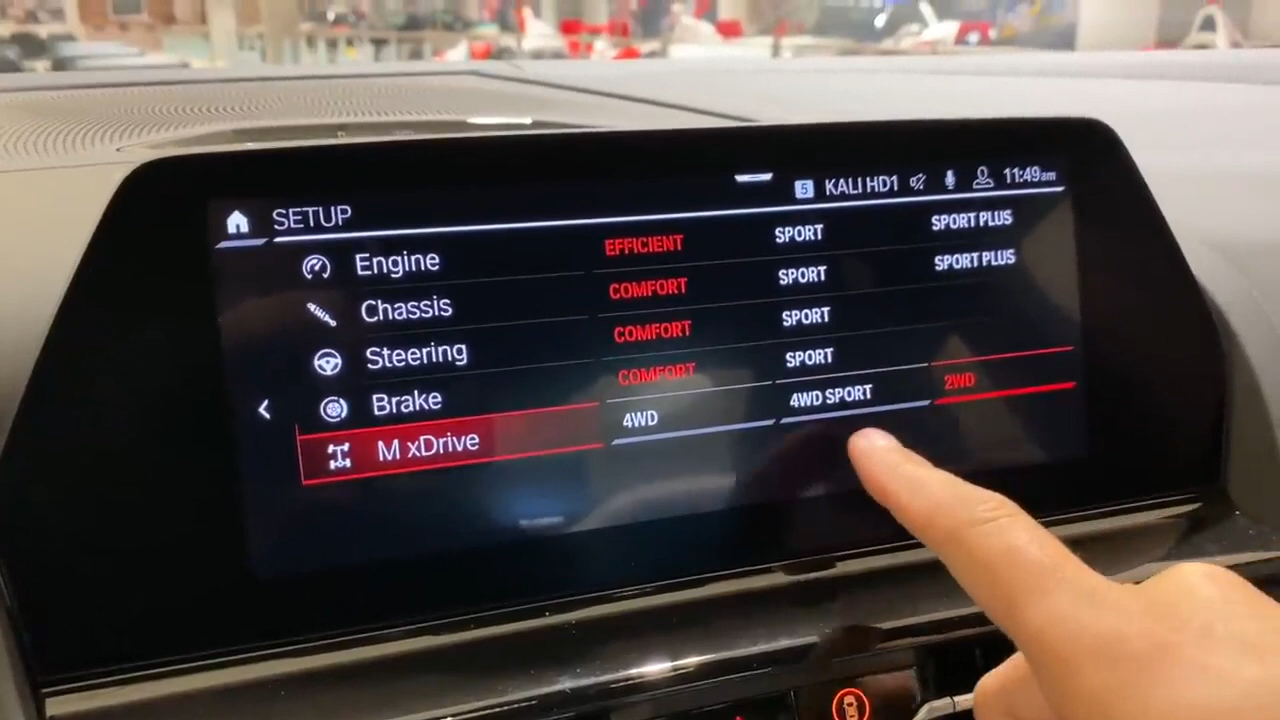 5 KALI HD1 11:49am
SETUP
Engine EFFICIENT SPORT SPORT PLUS
Chassis COMFORT SPORT SPORT PLUS
Steering COMFORT SPORT
Brake COMFORT SPORT
M xDrive 4WD 4WD SPORT 2WD